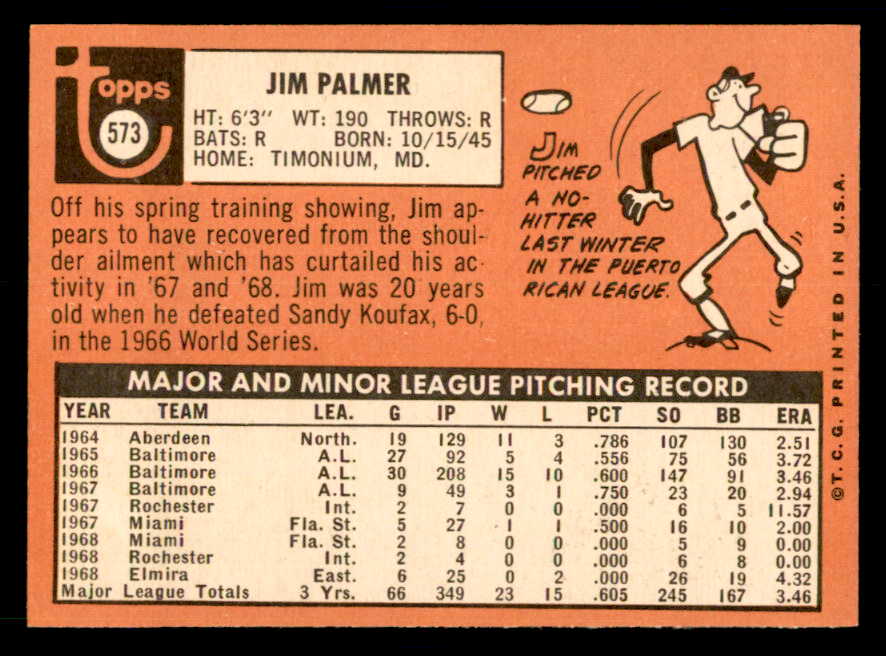 Topps
573
JIM PALMER
HT: 6'3" WT: 190 THROWS: R
BATS: R BORN: 10/15/45
HOME: TIMONIUM, MD.
Off his spring training showing, Jim ap-
pears to have recovered from the shoul-
der ailment which has curtailed his ac-
tivity in '67 and '68. Jim was 20 years
old when he defeated Sandy Koufax, 6-0,
in the 1966 World Series.
JIM
PITCHED
A NO-
HITTER
LAST WINTER
IN THE PUERTO
RICAN LEAGUE.
MAJOR AND MINOR LEAGUE PITCHING RECORD
YEAR TEAM LEA. G IP W L PCT SO BB ERA
1964 Aberdeen North. 19 129 11 3 .786 107 130 2.51
1965 Baltimore A.L. 27 92 5 4 .556 75 56 3.72
1966 Baltimore A.L. 30 208 15 10 .600 147 91 3.46
1967 Baltimore A.L. 9 49 3 1 .750 23 20 2.94
1967 Rochester Int. 2 7 0 0 .000 6 5 11.57
1967 Miami Fla. St. 5 27 1 1 .500 16 10 2.00
1968 Miami Fla. St. 2 8 0 0 .000 5 9 0.00
1968 Rochester Int. 2 4 0 0 .000 6 8 0.00
1968 Elmira East. 6 25 0 2 .000 26 19 4.32
Major League Totals 3 Yrs. 66 349 23 15 .605 245 167 3.46
©T.C.G. PRINTED IN U.S.A.